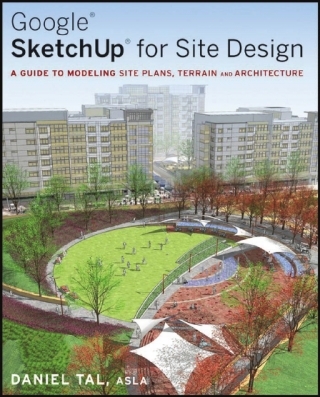 Google®
SketchUp® for Site Design
A GUIDE TO MODELING SITE PLANS, TERRAIN AND ARCHITECTURE
DANIEL TAL, ASLA